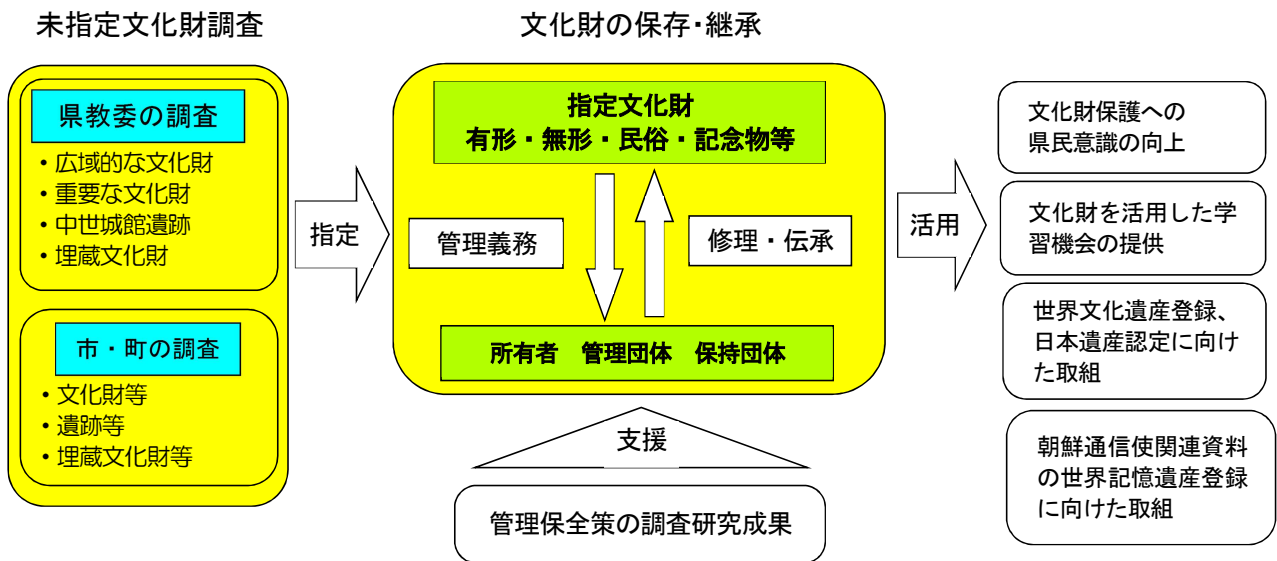 未指定文化財調査
県教委の調査
・広域的な文化財
・重要な文化財
・中世城館遺跡
・埋蔵文化財
市・町の調査
・文化財等
・遺跡等
・埋蔵文化財等
指定
文化財の保存・継承
指定文化財
有形・無形・民俗・記念物等
管理義務
修理・伝承
所有者　管理団体　保持団体
支援
管理保全策の調査研究成果
活用
文化財保護への
県民意識の向上
文化財を活用した学
習機会の提供
世界文化遺産登録、
日本遺産認定に向け
た取組
朝鮮通信使関連資料
の世界記憶遺産登録
に向けた取組